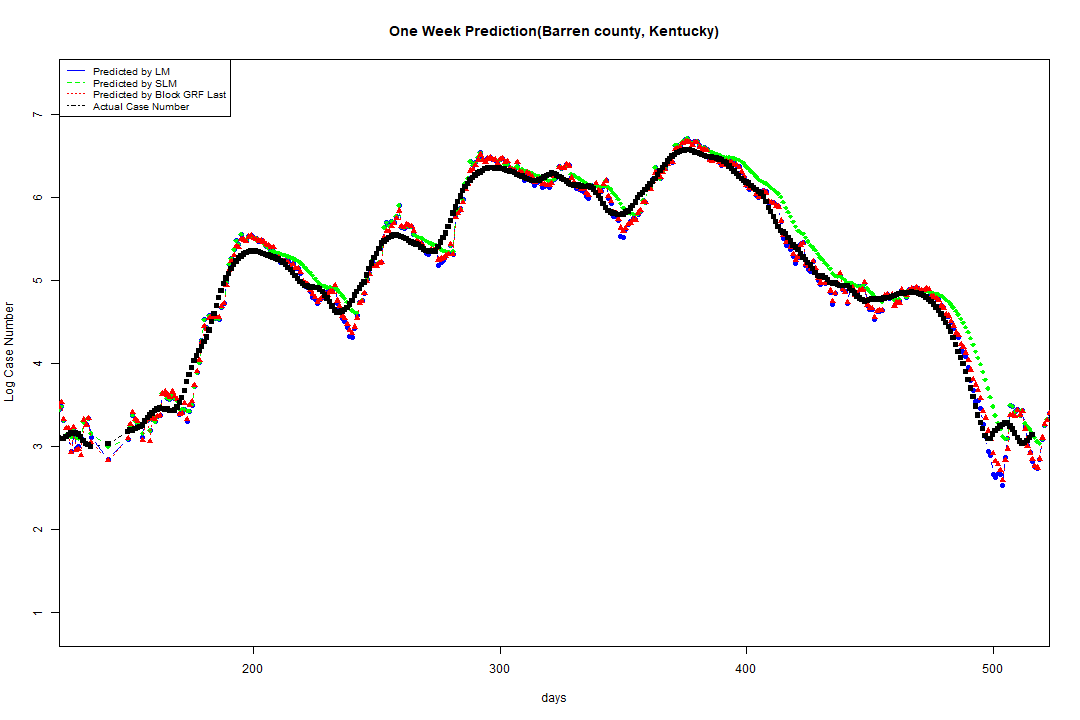 One Week Prediction(Barren county, Kentucky)
Predicted by LM
Predicted by SLM
Predicted by Block GRF Last
Actual Case Number
7
6
5
4
3
2
1
Log Case Number
200 300 400 500
days